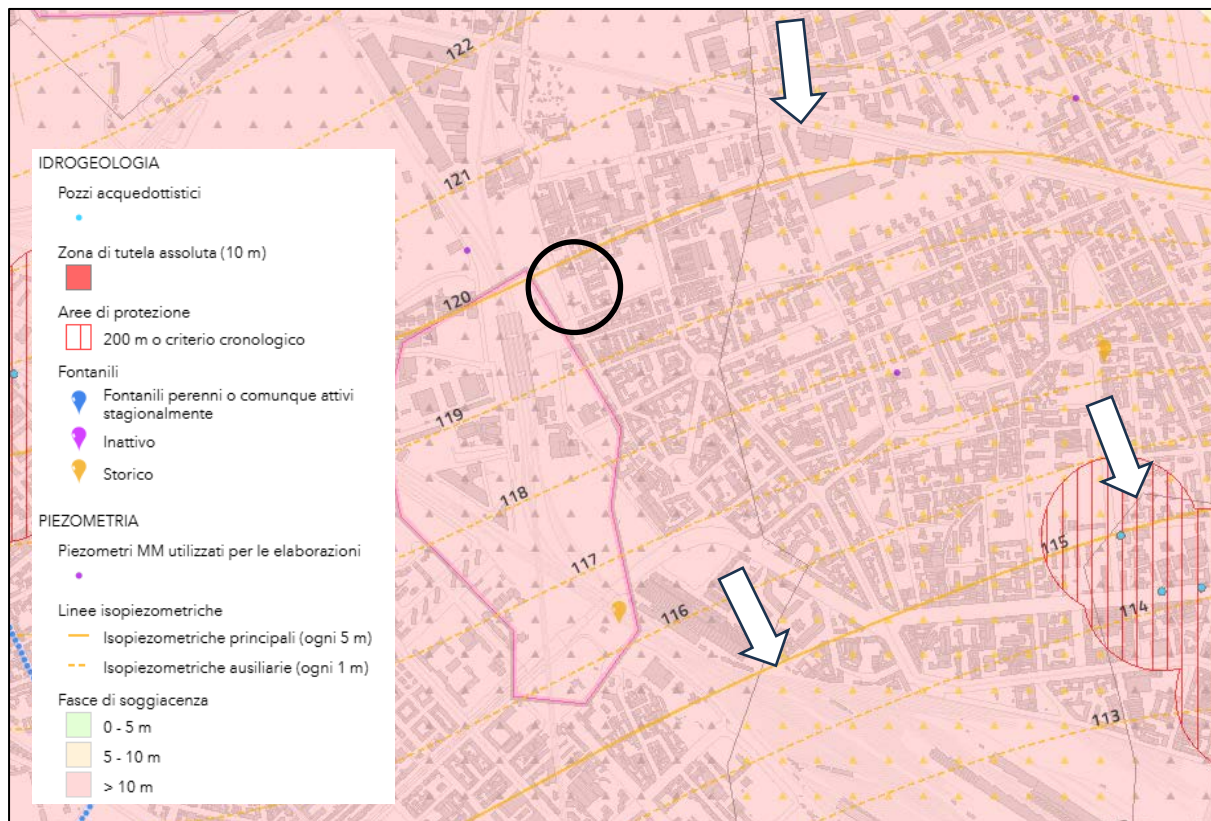 122
121
120
119
118
117
116
115
114
113
IDROGEOLOGIA
Pozzi acquedottistici
Zona di tutela assoluta (10 m)
Aree di protezione
200 m o criterio cronologico
Fontanili
Fontanili perenni o comunque attivi
stagionalmente
Inattivo
Storico
PIEZOMETRIA
Piezometri MM utilizzati per le elaborazioni
Linee isopiezometriche
Isopiezometriche principali (ogni 5 m)
Isopiezometriche ausiliarie (ogni 1 m)
Fasce di soggiacenza
0 - 5 m
5 - 10 m
> 10 m